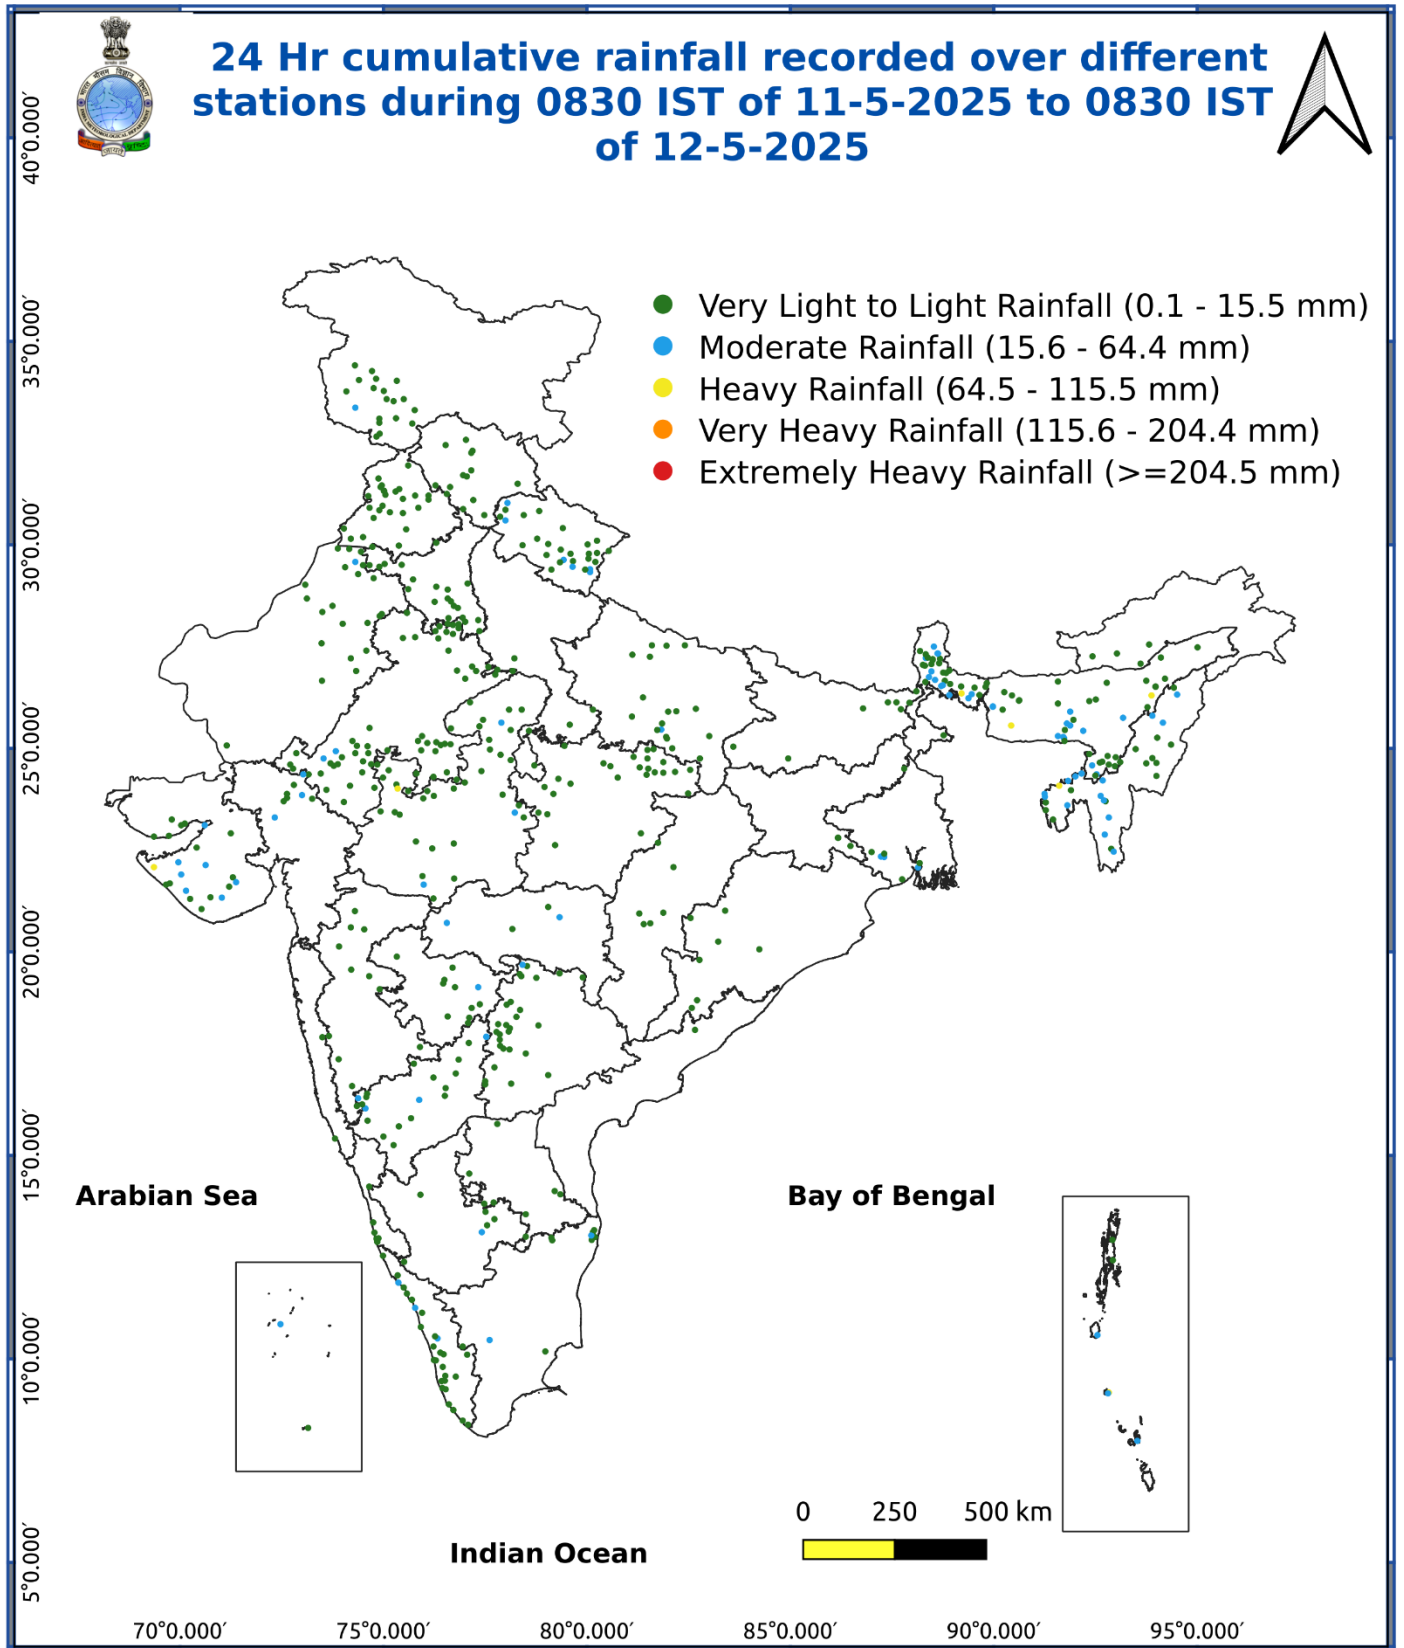 24 Hr cumulative rainfall recorded over different
stations during 0830 IST of 11-5-2025 to 0830 IST
of 12-5-2025
Very Light to Light Rainfall (0.1 - 15.5 mm)
Moderate Rainfall (15.6 - 64.4 mm)
Heavy Rainfall (64.5 - 115.5 mm)
Very Heavy Rainfall (115.6 - 204.4 mm)
Extremely Heavy Rainfall (>=204.5 mm)
40°0.000′
35°0.000′
30°0.000′
25°0.000′
20°0.000′
15°0.000′
10°0.000′
5°0.000′
Arabian Sea
Bay of Bengal
Indian Ocean
0 250 500 km
70°0.000′ 75°0.000′ 80°0.000′ 85°0.000′ 90°0.000′ 95°0.000′